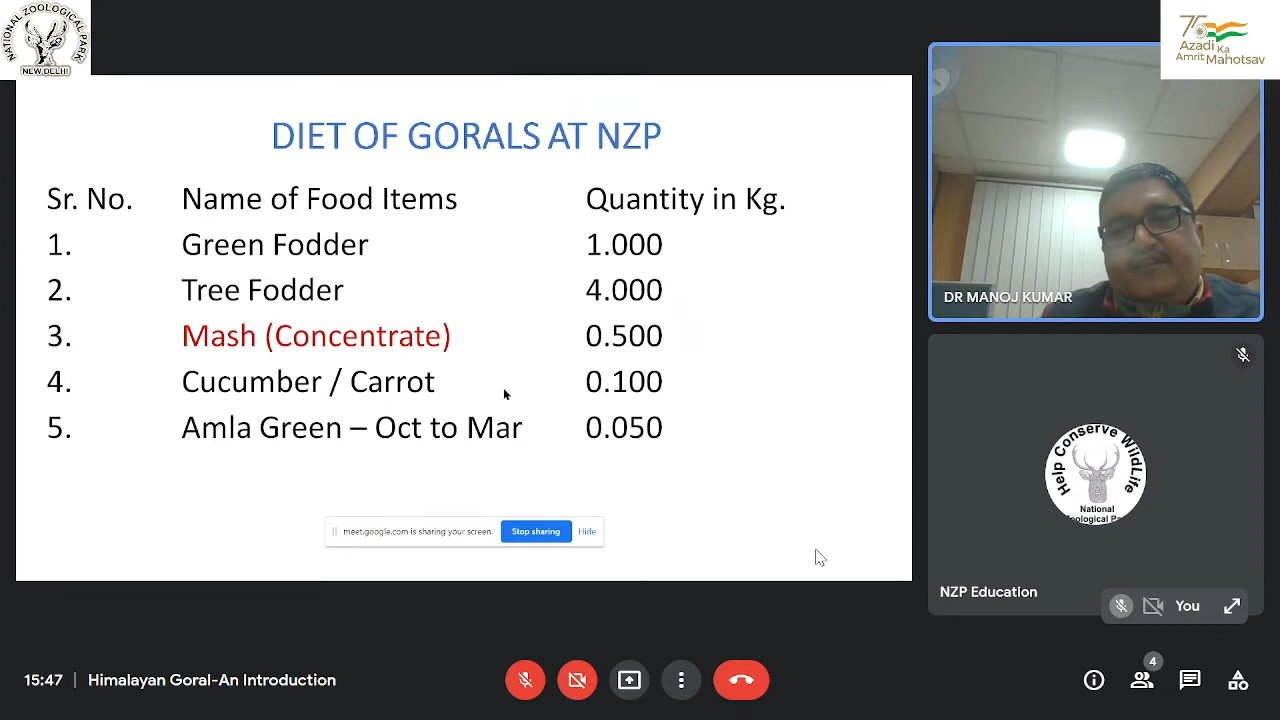 NATIONAL ZOOLOGICAL PARK
NEW DELHI
75
Azadi Ka
Amrit Mahotsav
DIET OF GORALS AT NZP
Sr. No. Name of Food Items Quantity in Kg.
1. Green Fodder 1.000
2. Tree Fodder 4.000
3. Mash (Concentrate) 0.500
4. Cucumber / Carrot 0.100
5. Amla Green – Oct to Mar 0.050
meet.google.com is sharing your screen. Stop sharing Hide
DR MANOJ KUMAR
Help Conserve WildLife
National
Zoological Pa
NZP Education
You
15:47 | Himalayan Goral-An Introduction
4